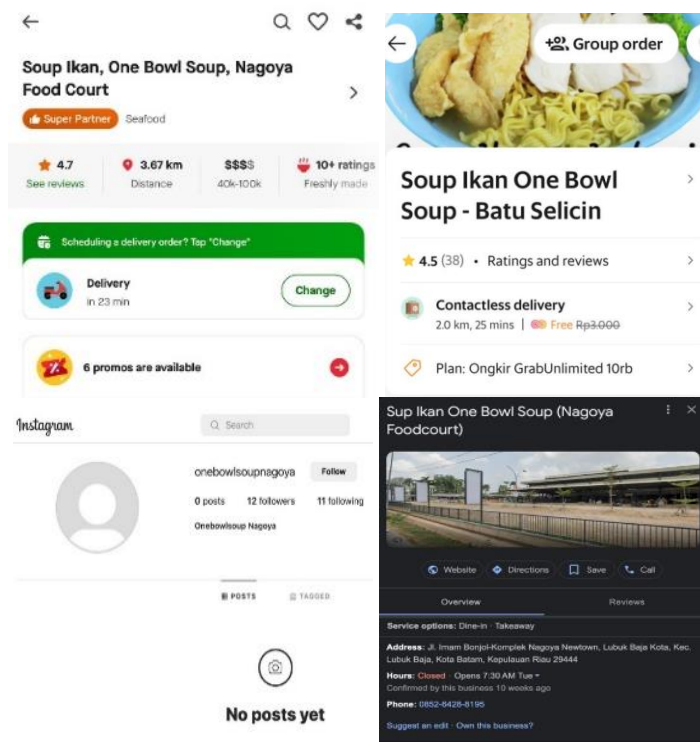 Soup Ikan, One Bowl Soup, Nagoya
Food Court
Super Partner Seafood
4.7
See reviews
3.67 km
Distance
$$$$
40k-100k
10+ ratings
Freshly made
Scheduling a delivery order? Tap "Change"
Delivery
in 23 min
Change
6 promos are available
Group order
Soup Ikan One Bowl
Soup - Batu Selicin
4.5 (38) • Ratings and reviews
Contactless delivery
2.0 km, 25 mins | Free Rp3.000
Plan: Ongkir GrabUnlimited 10rb
Instagram
Search
onebowlsoupnagoya Follow
0 posts 12 followers 11 following
Onebowlsoup Nagoya
POSTS TAGGED
No posts yet
Sup Ikan One Bowl Soup (Nagoya
Foodcourt)
Website Directions Save Call
Overview Reviews
Service options: Dine-in · Takeaway
Address: Jl. Imam Bonjol-Komplek Nagoya Newtown, Lubuk Baja Kota, Kec.
Lubuk Baja, Kota Batam, Kepulauan Riau 29444
Hours: Closed · Opens 7:30 AM Tue
Confirmed by this business 10 weeks ago
Phone: 0852-6428-8195
Suggest an edit · Own this business?